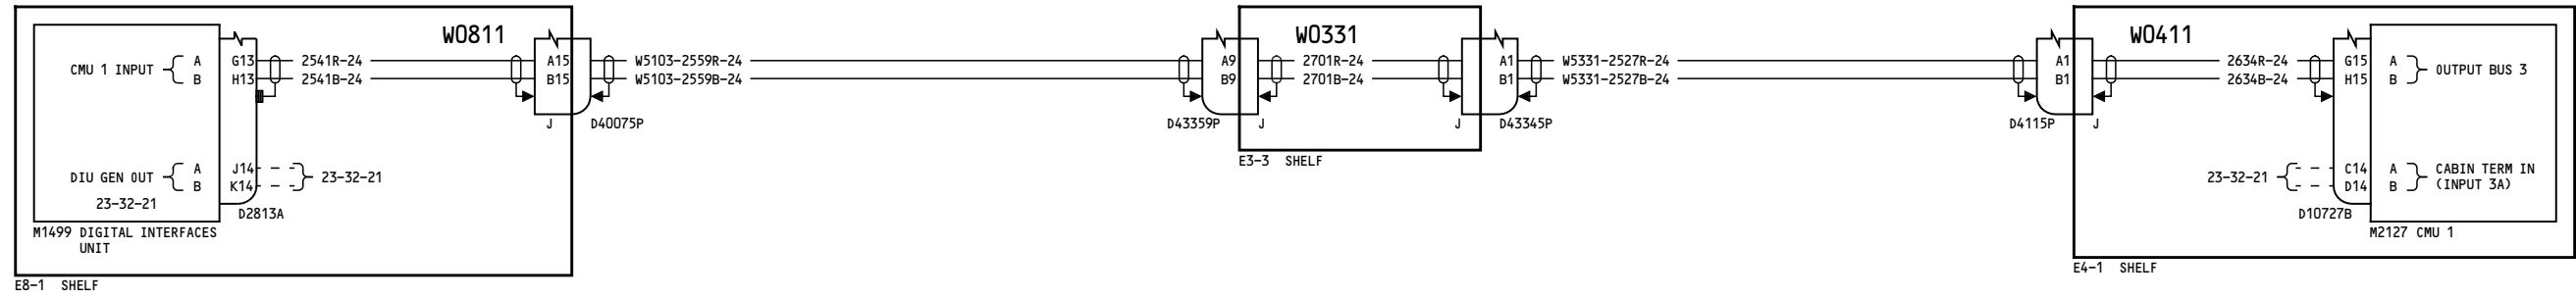 W0811
W0331
W0411
CMU 1 INPUT
A
B
G13
H13
2541R-24
2541B-24
A15
B15
W5103-2559R-24
W5103-2559B-24
A9
B9
2701R-24
2701B-24
A1
B1
W5331-2527R-24
W5331-2527B-24
A1
B1
2634R-24
2634B-24
G15
H15
A
B
OUTPUT BUS 3
J
D40075P
D43359P
J
J
D43345P
D4115P
J
E3-3 SHELF
DIU GEN OUT
A
B
J14
K14
23-32-21
23-32-21
D2813A
23-32-21
C14
D14
A
B
CABIN TERM IN
(INPUT 3A)
D10727B
M1499 DIGITAL INTERFACES
UNIT
M2127 CMU 1
E8-1 SHELF
E4-1 SHELF